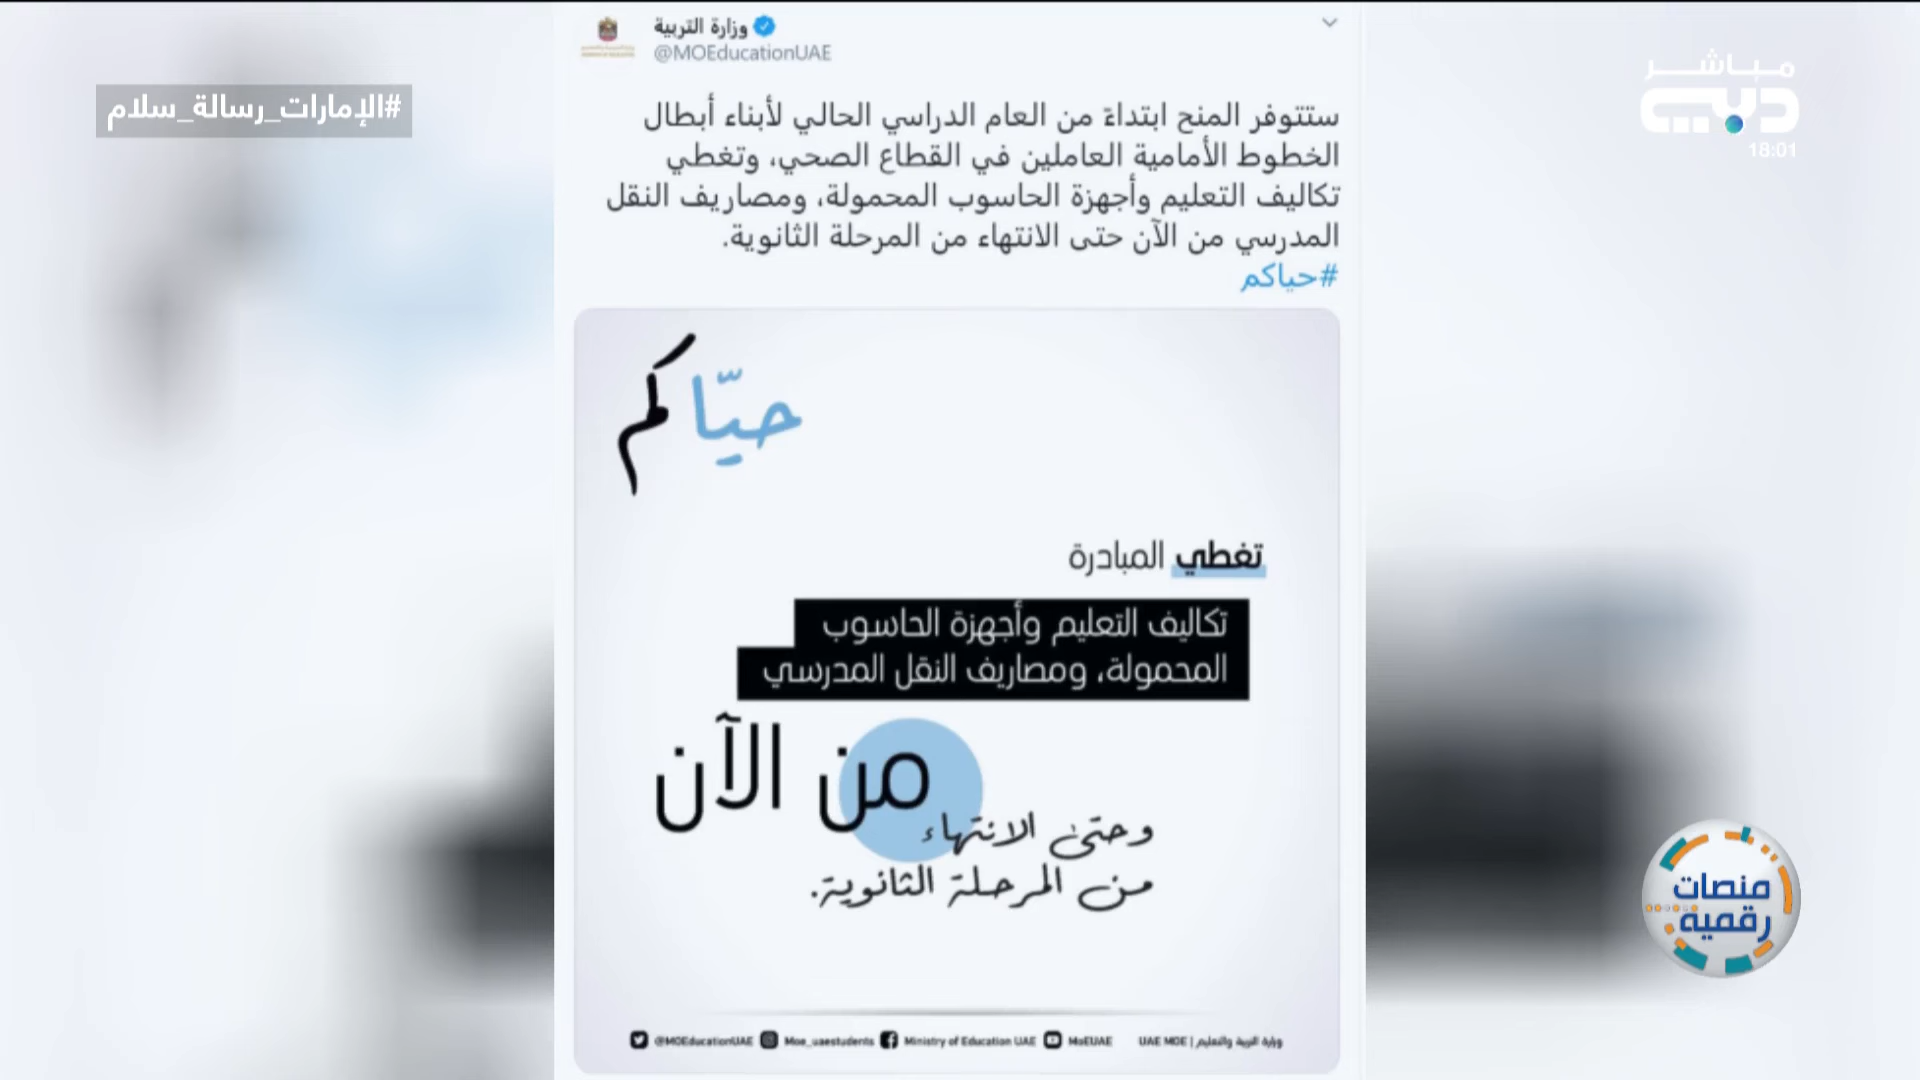 وزارة التربية
@MOEducationUAE
#الإمارات_رسالة_سلام
مباشر
دبي
18:01
ستتوفر المنح ابتداءً من العام الدراسي الحالي لأبناء أبطال
الخطوط الأمامية العاملين في القطاع الصحي، وتغطي
تكاليف التعليم وأجهزة الحاسوب المحمولة، ومصاريف النقل
المدرسي من الآن حتى الانتهاء من المرحلة الثانوية.
#حياكم
حيّاكم
تغطي المبادرة
تكاليف التعليم وأجهزة الحاسوب
المحمولة، ومصاريف النقل المدرسي
من الآن
وحتى الانتهاء
من المرحلة الثانوية.
منصات
رقمية
@MOEducationUAE Moe_uaestudents Ministry of Education UAE MoEUAE UAE MOE | وزارة التربية والتعليم